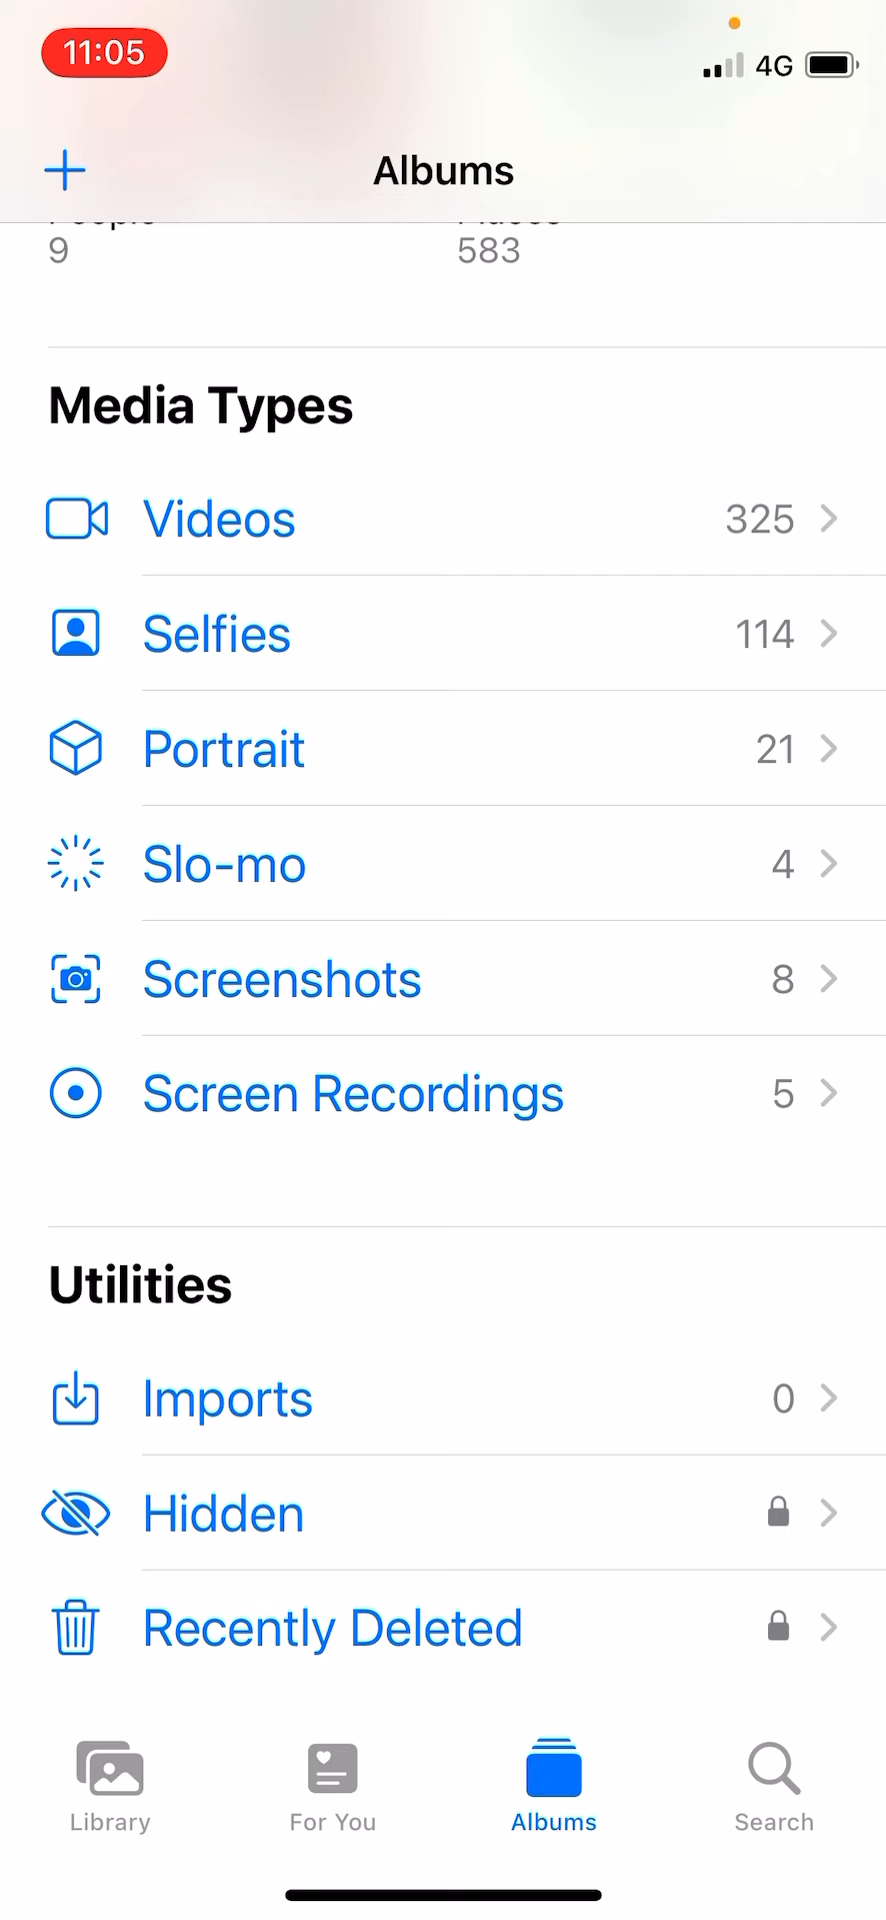 11:05
4G
Albums
9
583
Media Types
Videos
325
Selfies
114
Portrait
21
Slo-mo
4
Screenshots
8
Screen Recordings
5
Utilities
Imports
0
Hidden
Recently Deleted
Library
For You
Albums
Search